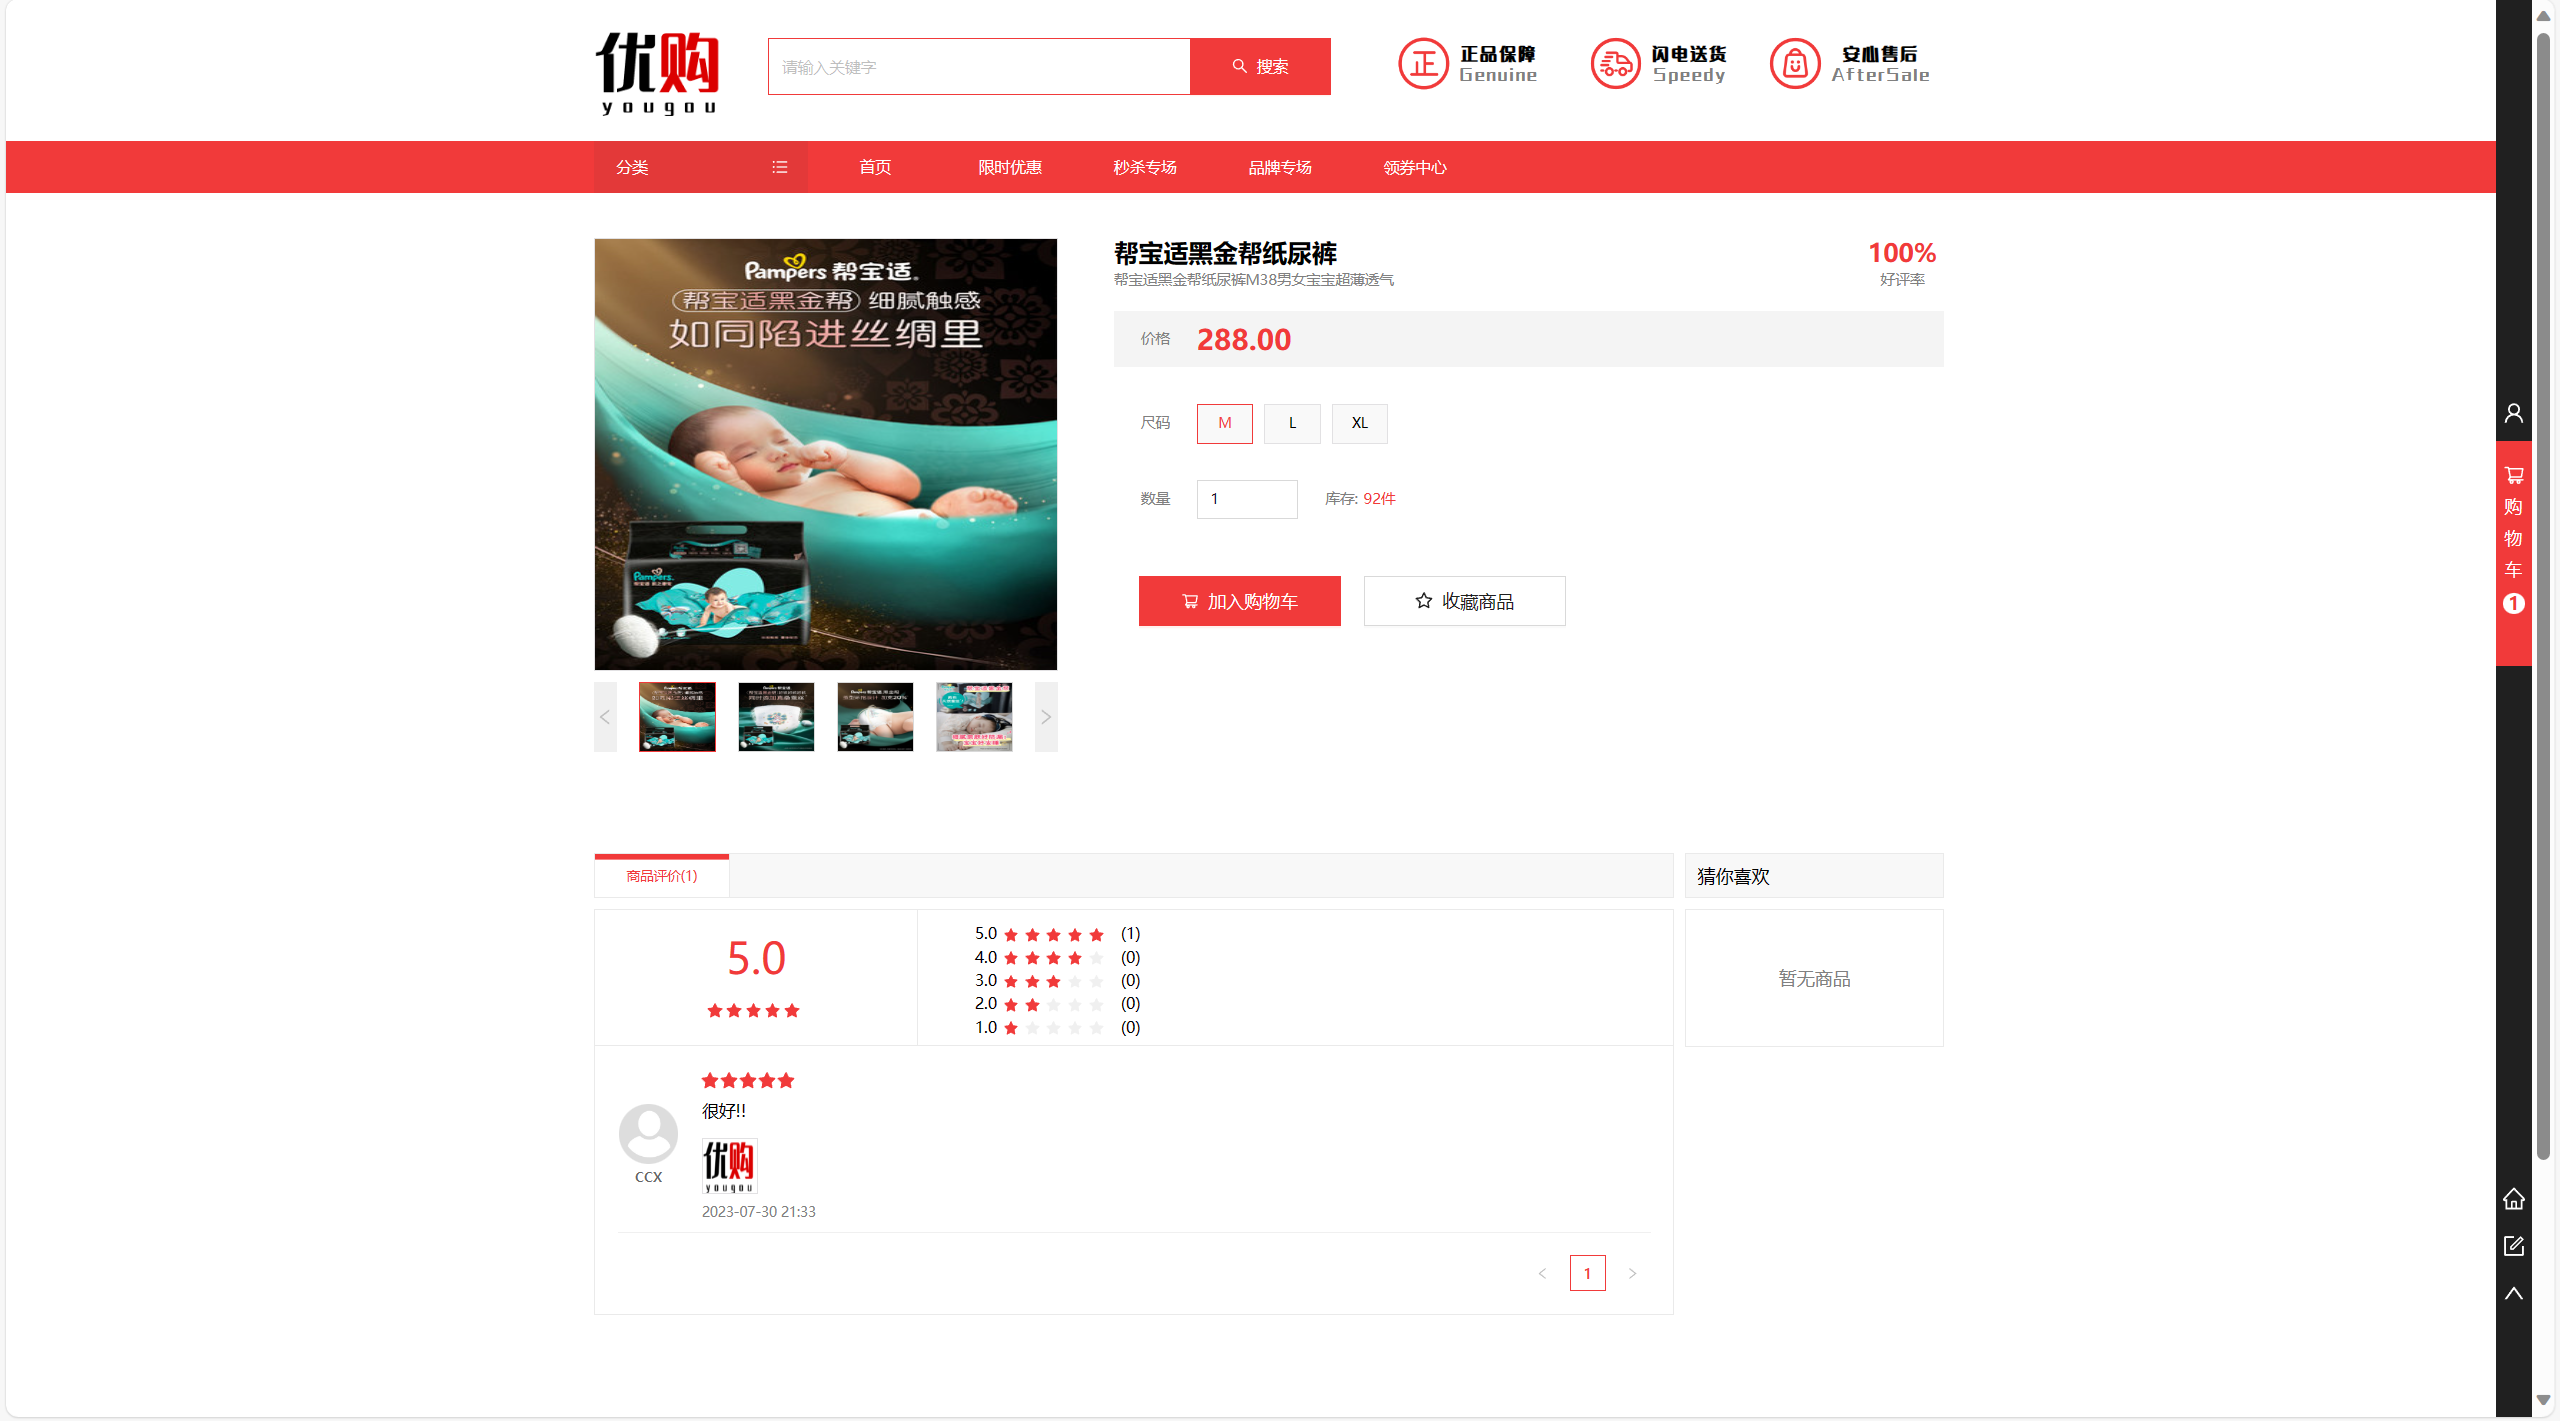 优购
yougou
请输入关键字
搜索
正品保障
Genuine
闪电送货
Speedy
安心售后
AfterSale
分类
首页
限时优惠
秒杀专场
品牌专场
领券中心
Pampers 帮宝适
帮宝适黑金帮 细腻触感
如同陷进丝绸里
Pampers
帮宝适黑金帮纸尿裤
帮宝适黑金帮纸尿裤M38男女宝宝超薄透气
100%
好评率
价格 288.00
尺码 M L XL
数量 1 库存: 92件
加入购物车
收藏商品
购
物
车
1
商品评价(1)
猜你喜欢
5.0
5.0 (1)
4.0 (0)
3.0 (0)
2.0 (0)
1.0 (0)
暂无商品
很好!!
CCX
优购
yougou
2023-07-30 21:33
1